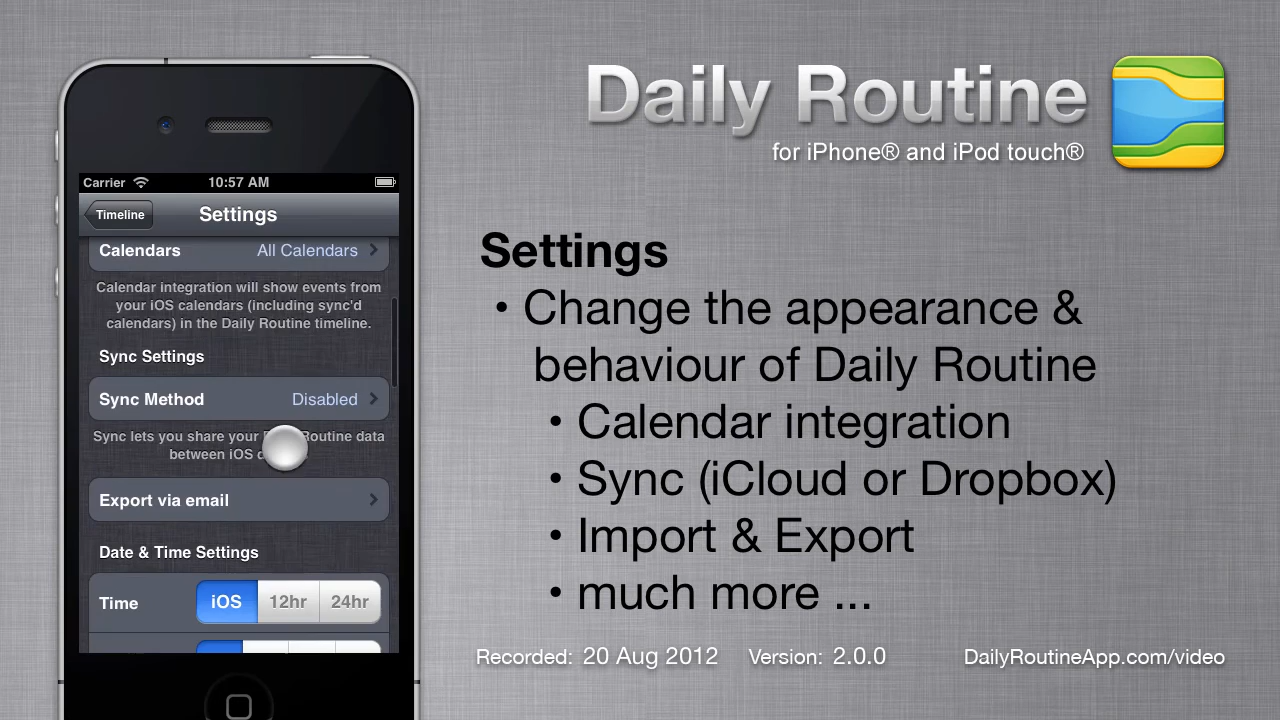 Daily Routine
for iPhone® and iPod touch®
Carrier 10:57 AM
Timeline Settings
Calendars All Calendars
Calendar integration will show events from
your iOS calendars (including sync'd
calendars) in the Daily Routine timeline.
Sync Settings
Sync Method Disabled
Sync lets you share your Routine data
between iOS
Export via email
Date & Time Settings
Time iOS 12hr 24hr
Settings
• Change the appearance &
behaviour of Daily Routine
• Calendar integration
• Sync (iCloud or Dropbox)
• Import & Export
• much more ...
Recorded: 20 Aug 2012 Version: 2.0.0 DailyRoutineApp.com/video